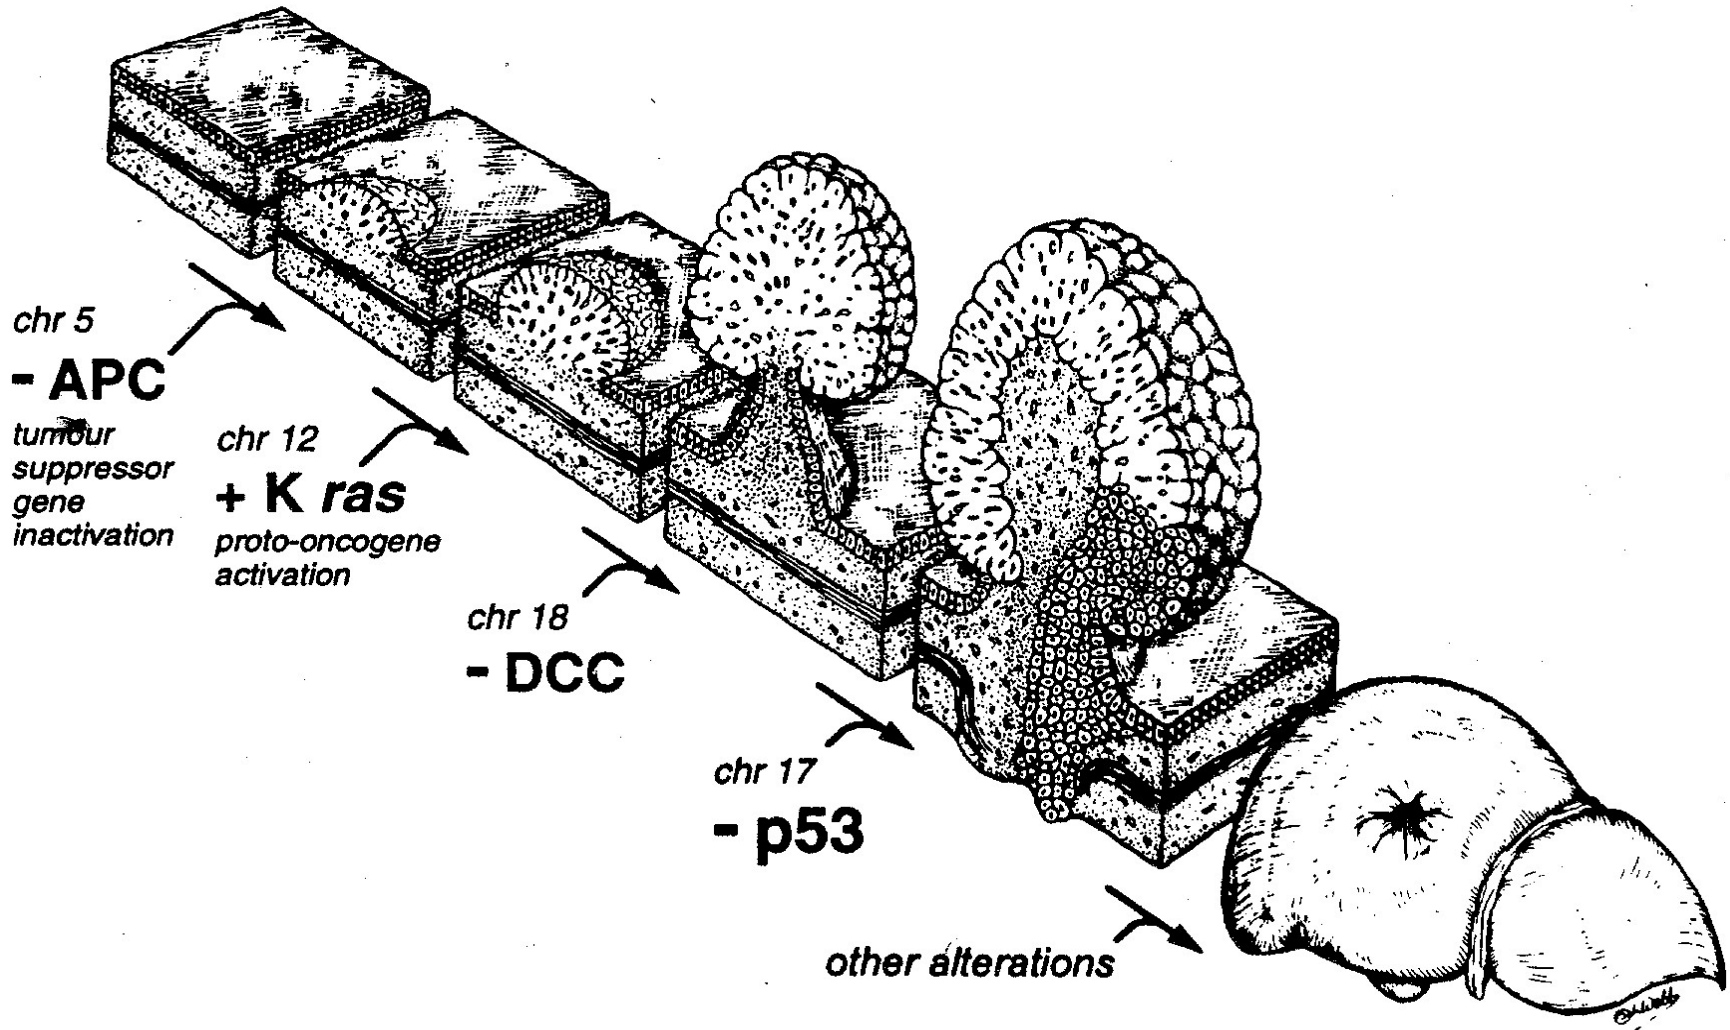 chr 5
- APC
tumour
suppressor
gene
inactivation
chr 12
+ K ras
proto-oncogene
activation
chr 18
- DCC
chr 17
- p53
other alterations